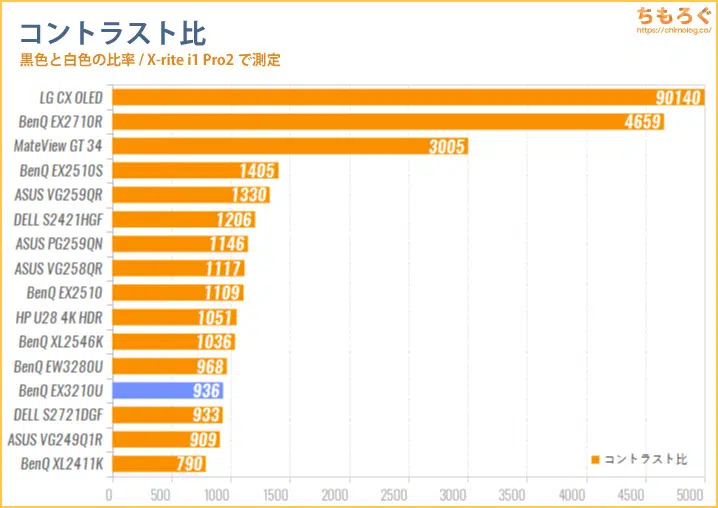 コントラスト比
ちもろぐ
https://chimolog.co/
黒色と白色の比率 / X-rite i1 Pro2 で測定
LG CX OLED 90140
BenQ EX2710R 4659
MateView GT 34 3005
BenQ EX2510S 1405
ASUS VG259QR 1330
DELL S2421HGF 1206
ASUS PG259QN 1146
ASUS VG258QR 1117
BenQ EX2510 1109
HP U28 4K HDR 1051
BenQ XL2546K 1036
BenQ EW3280U 968
BenQ EX3210U 936
DELL S2721DGF 933
ASUS VG249Q1R 909
BenQ XL2411K 790
コントラスト比
0 500 1000 1500 2000 2500 3000 3500 4000 4500 5000